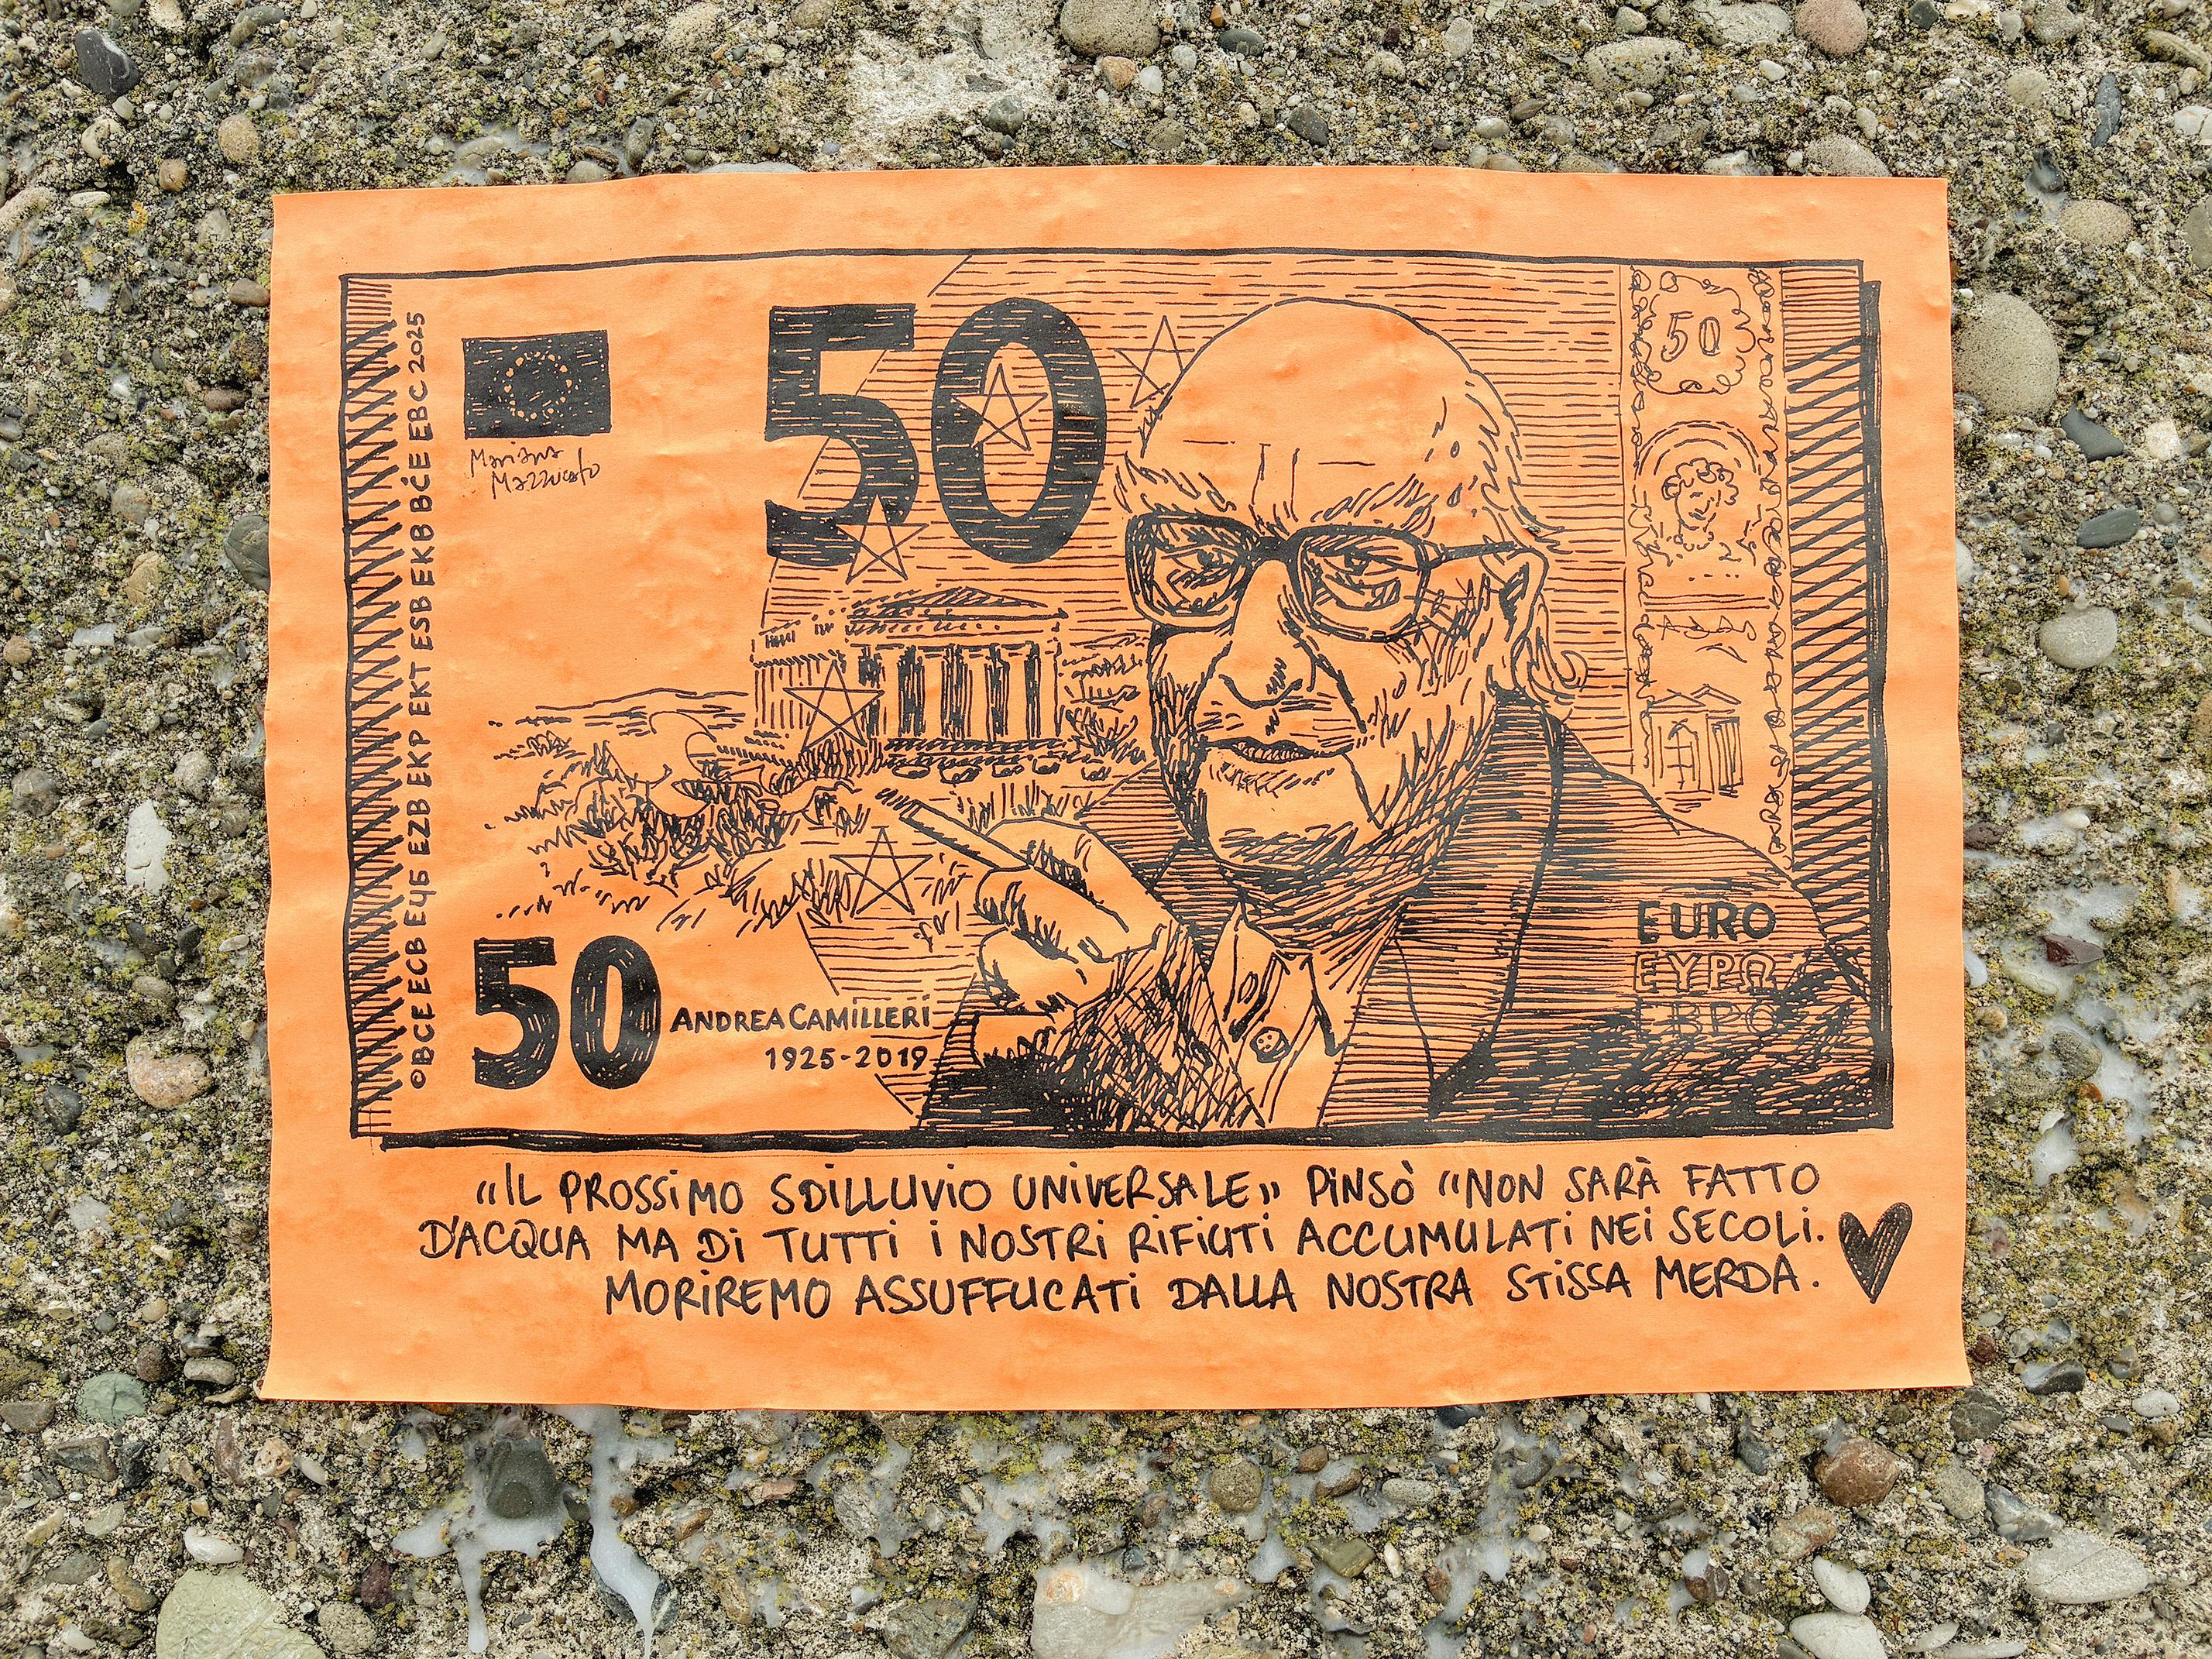 ©BCE ECB ЕЦБ EZB EKP EKT ESB EKB BĊE EBC 2025
Mariana
Mazzucato
50
50
50
ANDREA CAMILLERI
1925-2019
EURO
ΕΥΡΩ
ЕВРО
«IL PROSSIMO SDILLUVIO UNIVERSALE» PINSÒ “NON SARÀ FATTO
D'ACQUA MA DI TUTTI I NOSTRI RIFIUTI ACCUMULATI NEI SECOLI.
MORIREMO ASSUFFUCATI DALLA NOSTRA STISSA MERDA.